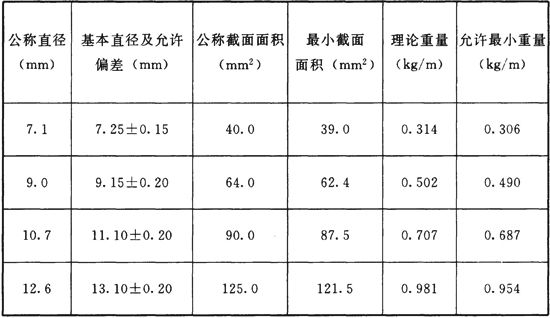 公称直径 基本直径及允许 公称截面面积 最小截面 理论重量 允许最小重量
（mm） 偏差（mm） （mm²） 面积（mm²） （kg/m） （kg/m）
7.1 7.25±0.15 40.0 39.0 0.314 0.306
9.0 9.15±0.20 64.0 62.4 0.502 0.490
10.7 11.10±0.20 90.0 87.5 0.707 0.687
12.6 13.10±0.20 125.0 121.5 0.981 0.954